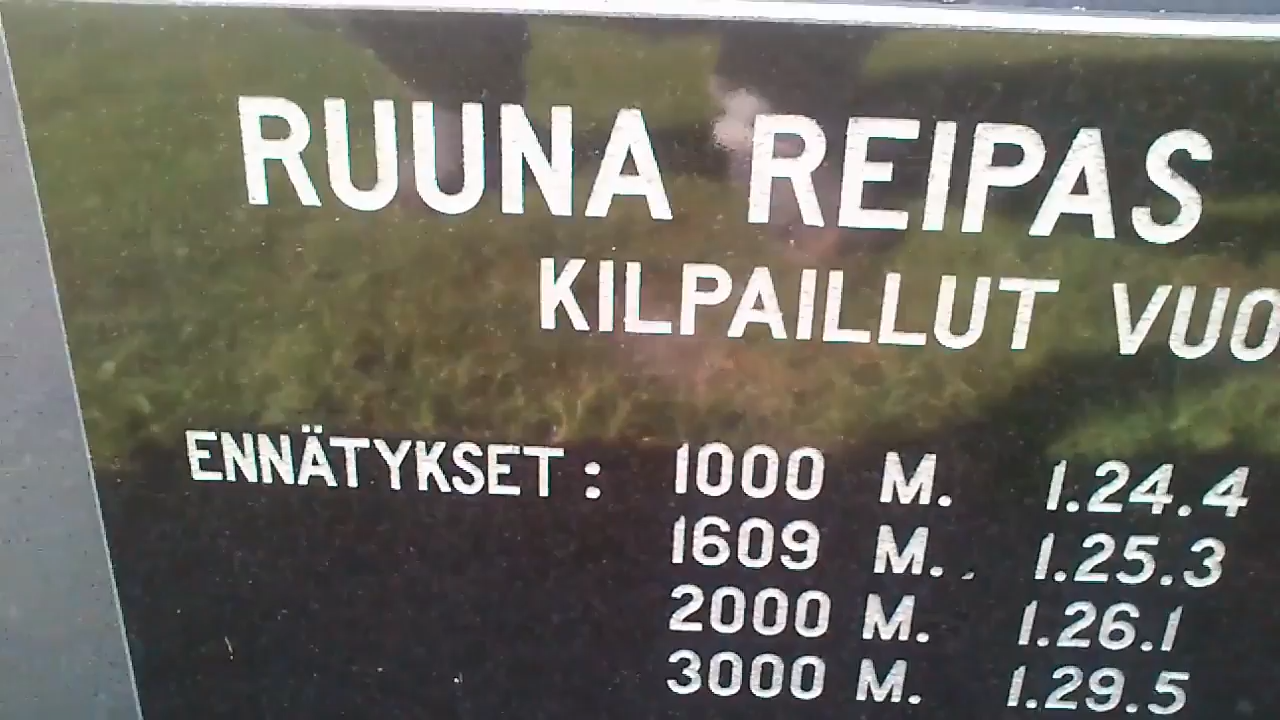 RUUNA REIPAS
KILPAILLUT
ENNÄTYKSET: 1000 M. 1.24.4
1609 M. 1.25.3
2000 M. 1.26.1
3000 M. 1.29.5